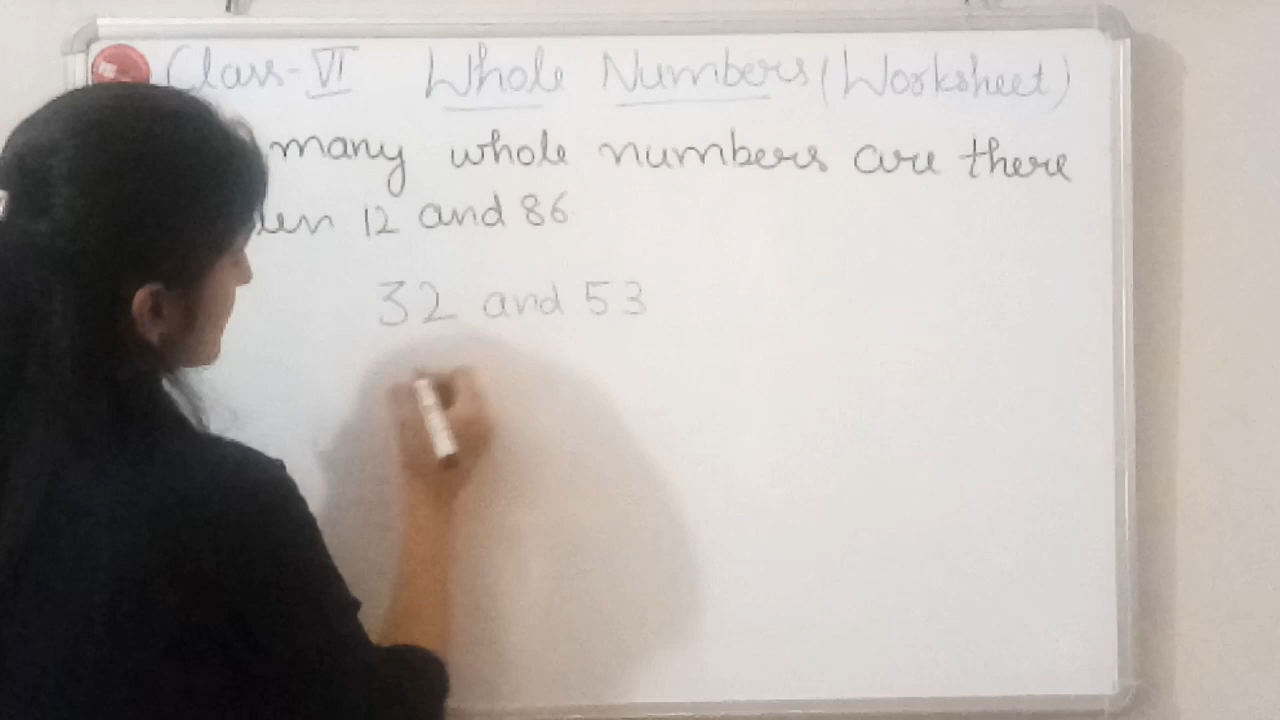 Class-VI Whole Numbers (Worksheet)
many whole numbers are there
12 and 86
32 and 53